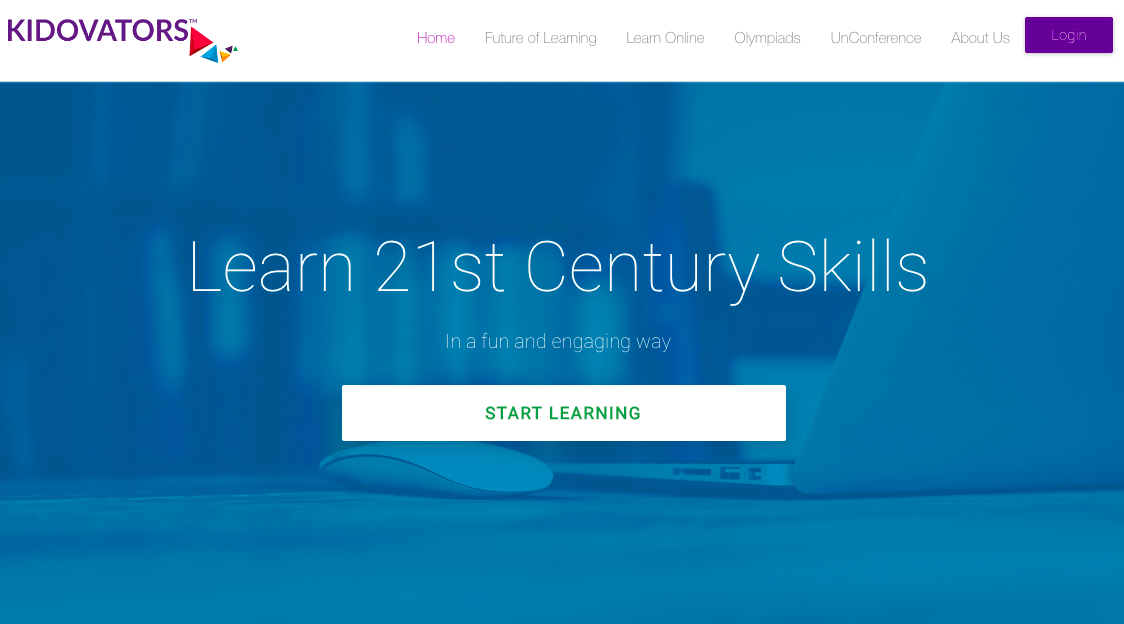 KIDOVATORS™
Home Future of Learning Learn Online Olympiads UnConference About Us Login
Learn 21st Century Skills
In a fun and engaging way
START LEARNING